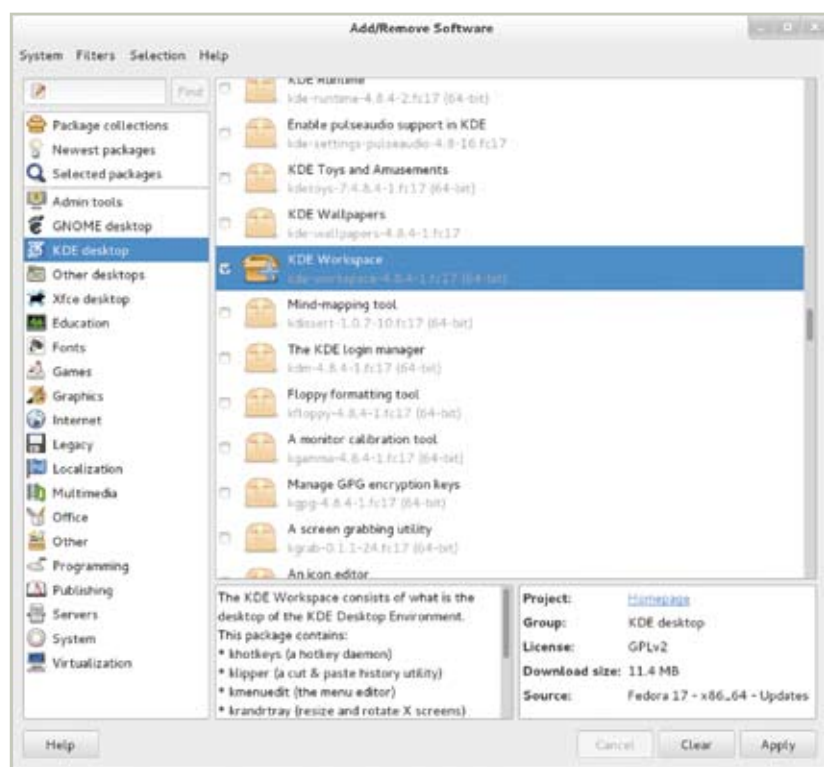 Add/Remove Software
System Filters Selection Help
Find
Package collections
Newest packages
Selected packages
Admin tools
GNOME desktop
KDE desktop
Other desktops
Xfce desktop
Education
Fonts
Games
Graphics
Internet
Legacy
Localization
Multimedia
Office
Other
Programming
Publishing
Servers
System
Virtualization
KDE Runtime
kde-runtime-4.8.4-2.fc17 (64-bit)
Enable pulseaudio support in KDE
kde-settings-pulseaudio-4.8-16.fc17
KDE Toys and Amusements
kdetoys-7:4.8.4-1.fc17 (64-bit)
KDE Wallpapers
kde-wallpapers-4.8.4-1.fc17
KDE Workspace
kde-workspace-4.8.4-1.fc17 (64-bit)
Mind-mapping tool
kdissert-1.0.7-10.fc17 (64-bit)
The KDE login manager
kdm-4.8.4-1.fc17 (64-bit)
Floppy formatting tool
kfloppy-4.8.4-1.fc17 (64-bit)
A monitor calibration tool
kgamma-4.8.4-1.fc17 (64-bit)
Manage GPG encryption keys
kgpg-4.8.4-1.fc17 (64-bit)
A screen grabbing utility
kgrab-0.1.1-24.fc17 (64-bit)
An icon editor
The KDE Workspace consists of what is the
desktop of the KDE Desktop Environment.
This package contains:
* khotkeys (a hotkey daemon)
* klipper (a cut & paste history utility)
* kmenuedit (the menu editor)
* krandrtray (resize and rotate X screens)
Project: Homepage
Group: KDE desktop
License: GPLv2
Download size: 11.4 MB
Source: Fedora 17 - x86_64 - Updates
Help
Cancel
Clear
Apply